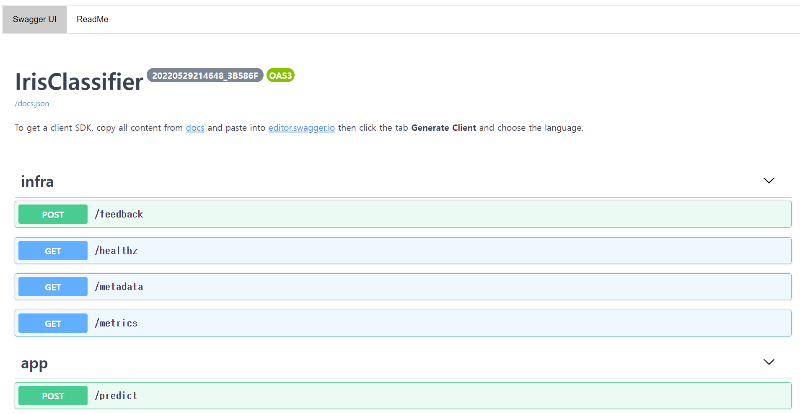 Swagger UI ReadMe
IrisClassifier 20220529214648_3B586F OAS3
/docs.json
To get a client SDK, copy all content from docs and paste into editor.swagger.io then click the tab Generate Client and choose the language.
infra
POST /feedback
GET /healthz
GET /metadata
GET /metrics
app
POST /predict